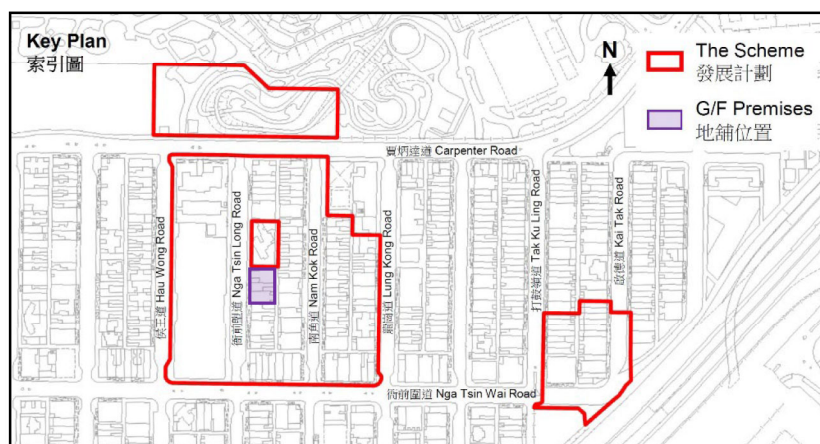 Key Plan
索引圖
N
The Scheme
發展計劃
G/F Premises
地舖位置
賈炳達道 Carpenter Road
侯王道 Hau Wong Road
衙前塱道 Nga Tsin Long Road
南角道 Nam Kok Road
龍崗道 Lung Kong Road
打鼓嶺道 Tak Ku Ling Road
啟德道 Kai Tak Road
衙前圍道 Nga Tsin Wai Road